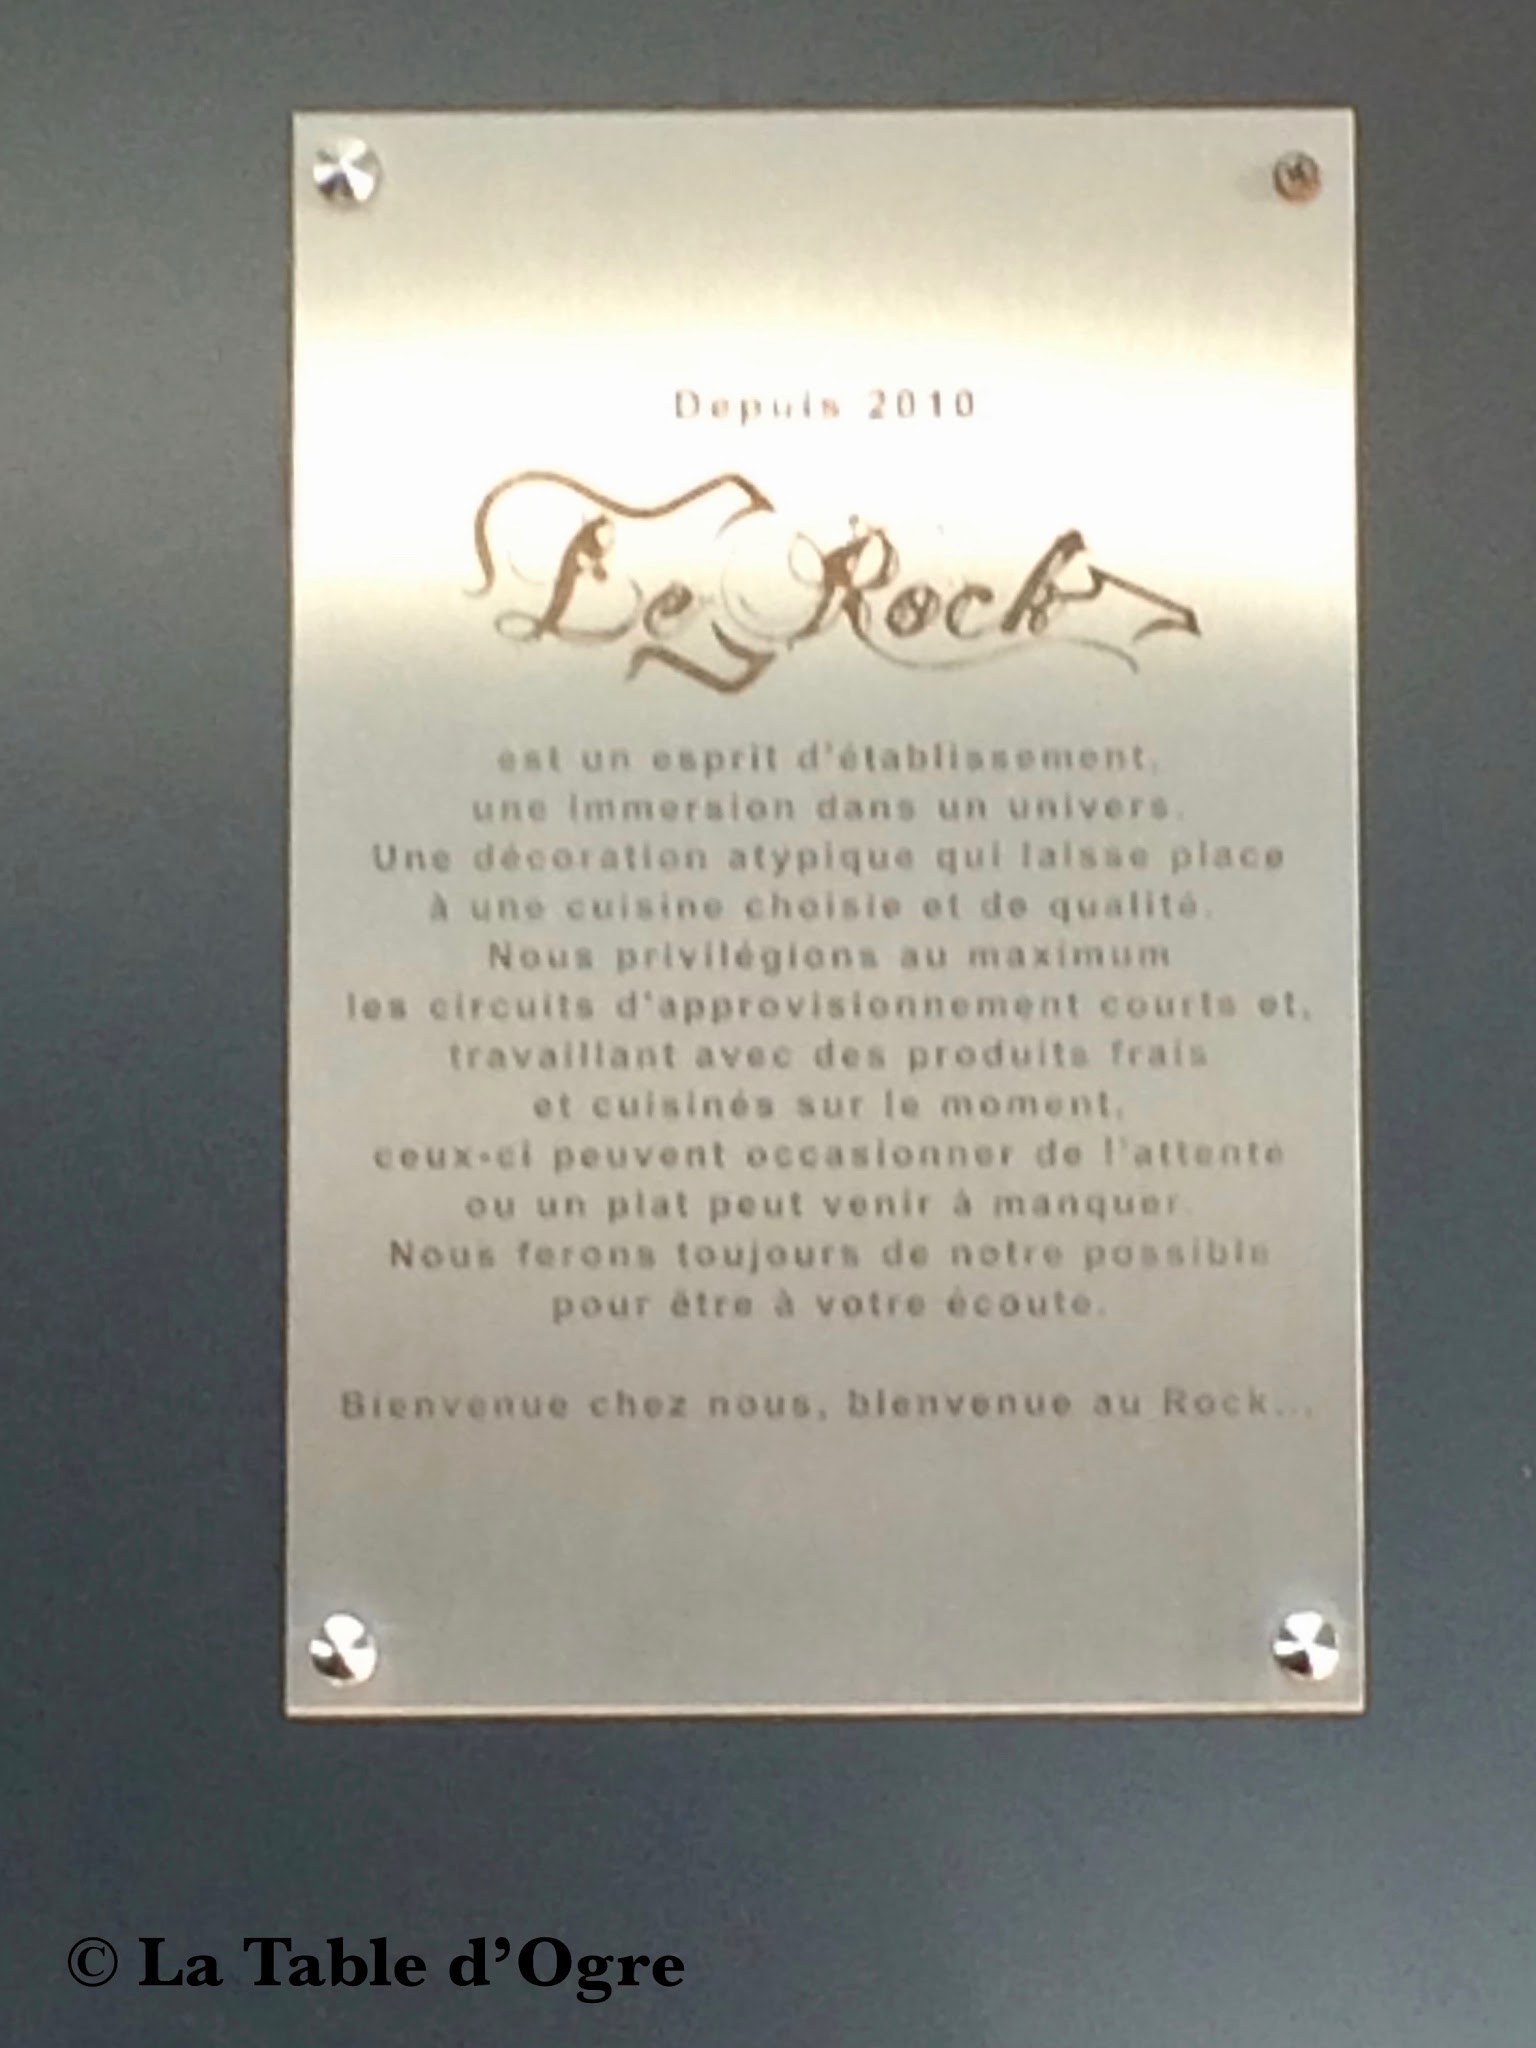 Depuis 2010
Le Rock
est un esprit d'établissement,
une immersion dans un univers.
Une décoration atypique qui laisse place
à une cuisine choisie et de qualité.
Nous privilégions au maximum
les circuits d'approvisionnement courts et,
travaillant avec des produits frais
et cuisinés sur le moment,
ceux-ci peuvent occasionner de l'attente
ou un plat peut venir à manquer.
Nous ferons toujours de notre possible
pour être à votre écoute.
Bienvenue chez nous, bienvenue au Rock...
© La Table d'Ogre